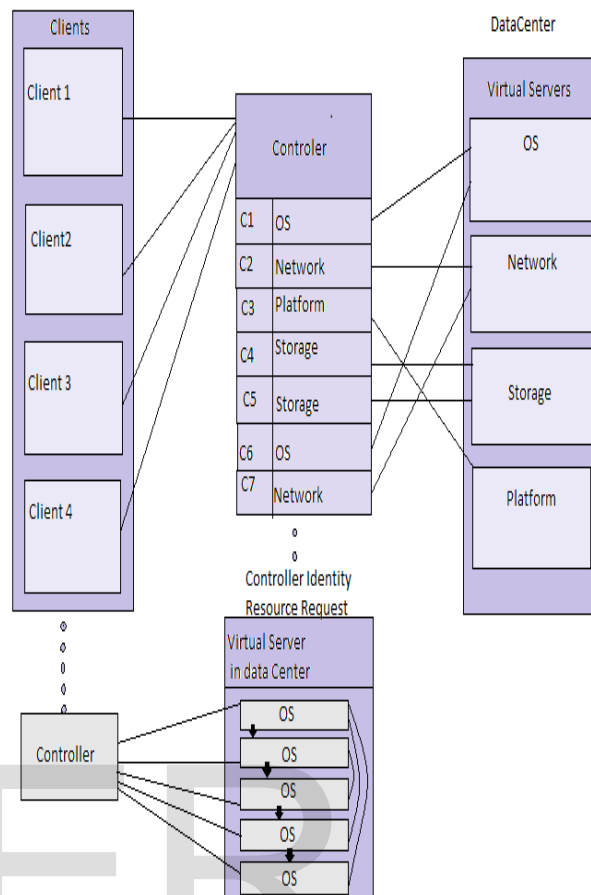 Clients
Client 1
Client2
Client 3
Client 4
Controler
C1 OS
C2 Network
C3 Platform
C4 Storage
C5 Storage
C6 OS
C7 Network
DataCenter
Virtual Servers
OS
Network
Storage
Platform
Controller Identity
Resource Request
Controller
Virtual Server
in data Center
OS
OS
OS
OS
OS